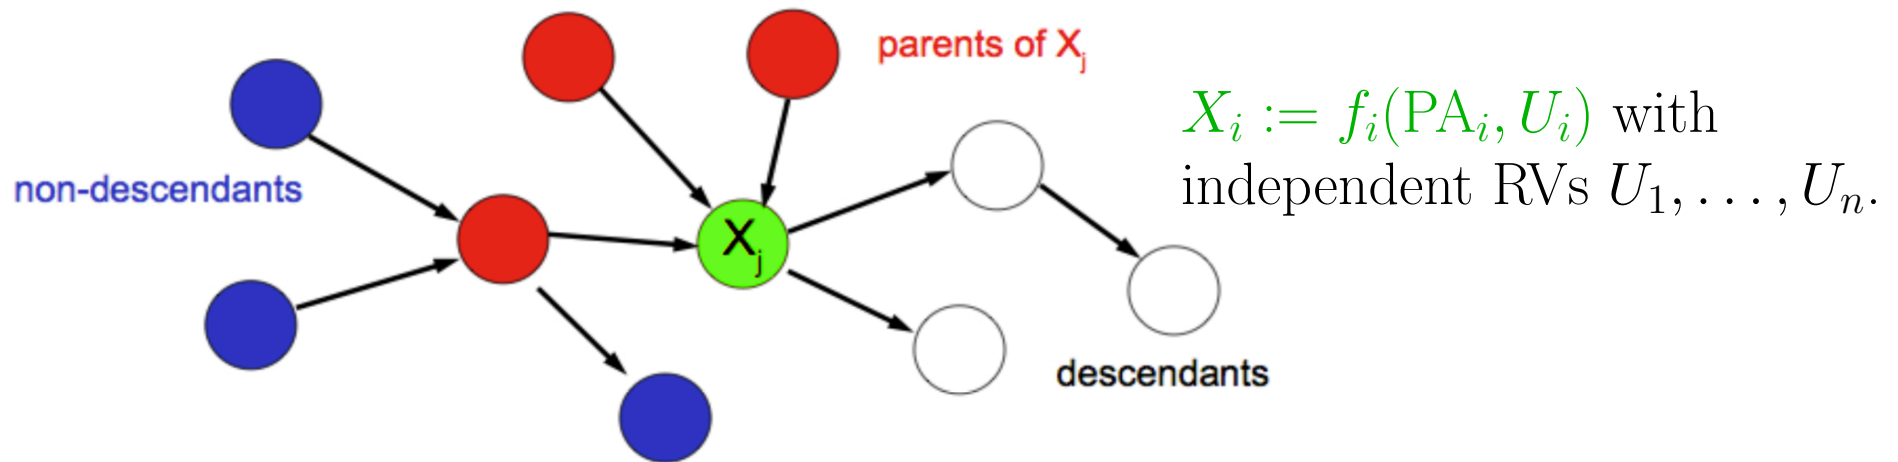 parents of Xj
non-descendants
Xj
descendants
Xi := fi(PAi, Ui) with
independent RVs U1, . . . , Un.